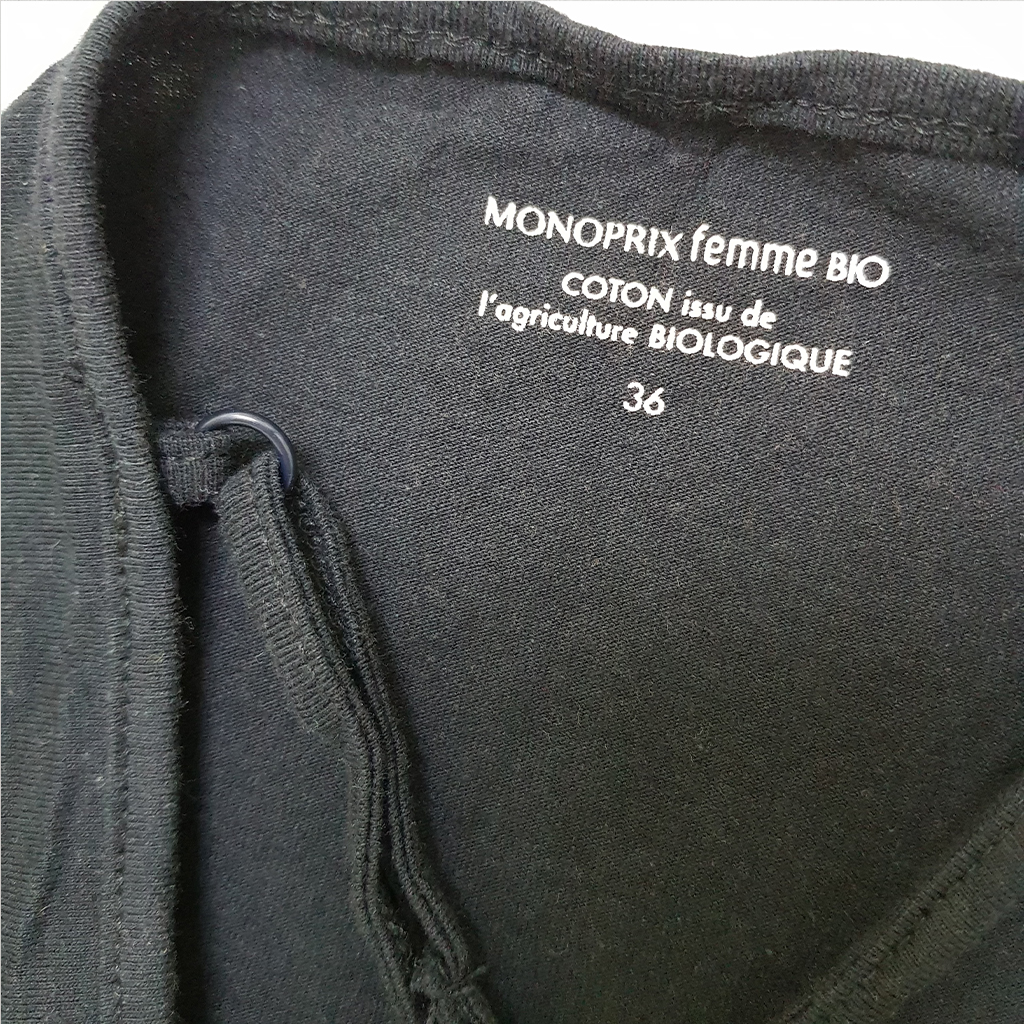 MONOPRIX femme BIO
COTON issu de
l'agriculture BIOLOGIQUE
36